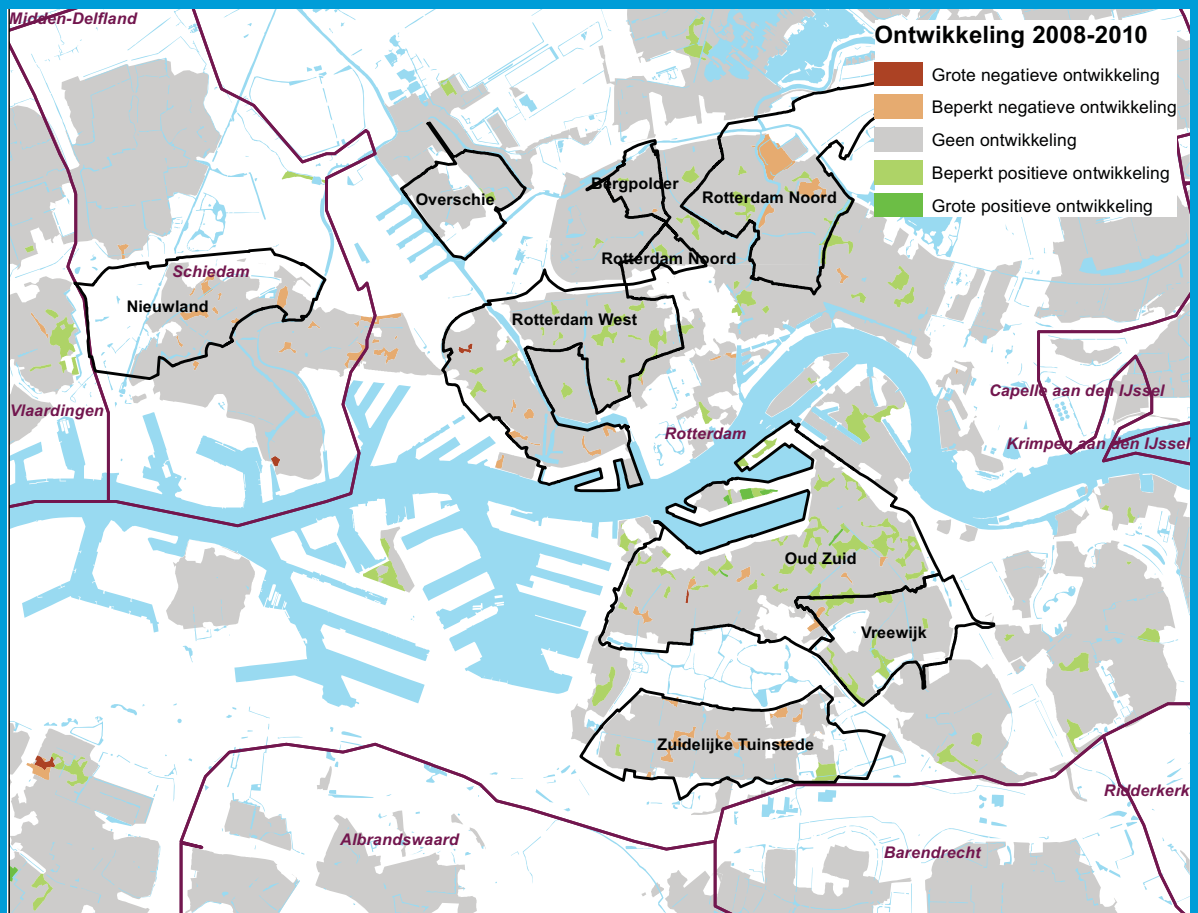 Midden-Delfland
Ontwikkeling 2008-2010
Grote negatieve ontwikkeling
Beperkt negatieve ontwikkeling
Geen ontwikkeling
Beperkt positieve ontwikkeling
Grote positieve ontwikkeling
Bergpolder
Overschie
Rotterdam Noord
Rotterdam Noord
Schiedam
Nieuwland
Rotterdam West
Capelle aan den IJssel
Vlaardingen
Rotterdam
Krimpen aan den IJssel
Oud Zuid
Vreewijk
Zuidelijke Tuinstede
Ridderkerk
Albrandswaard
Barendrecht